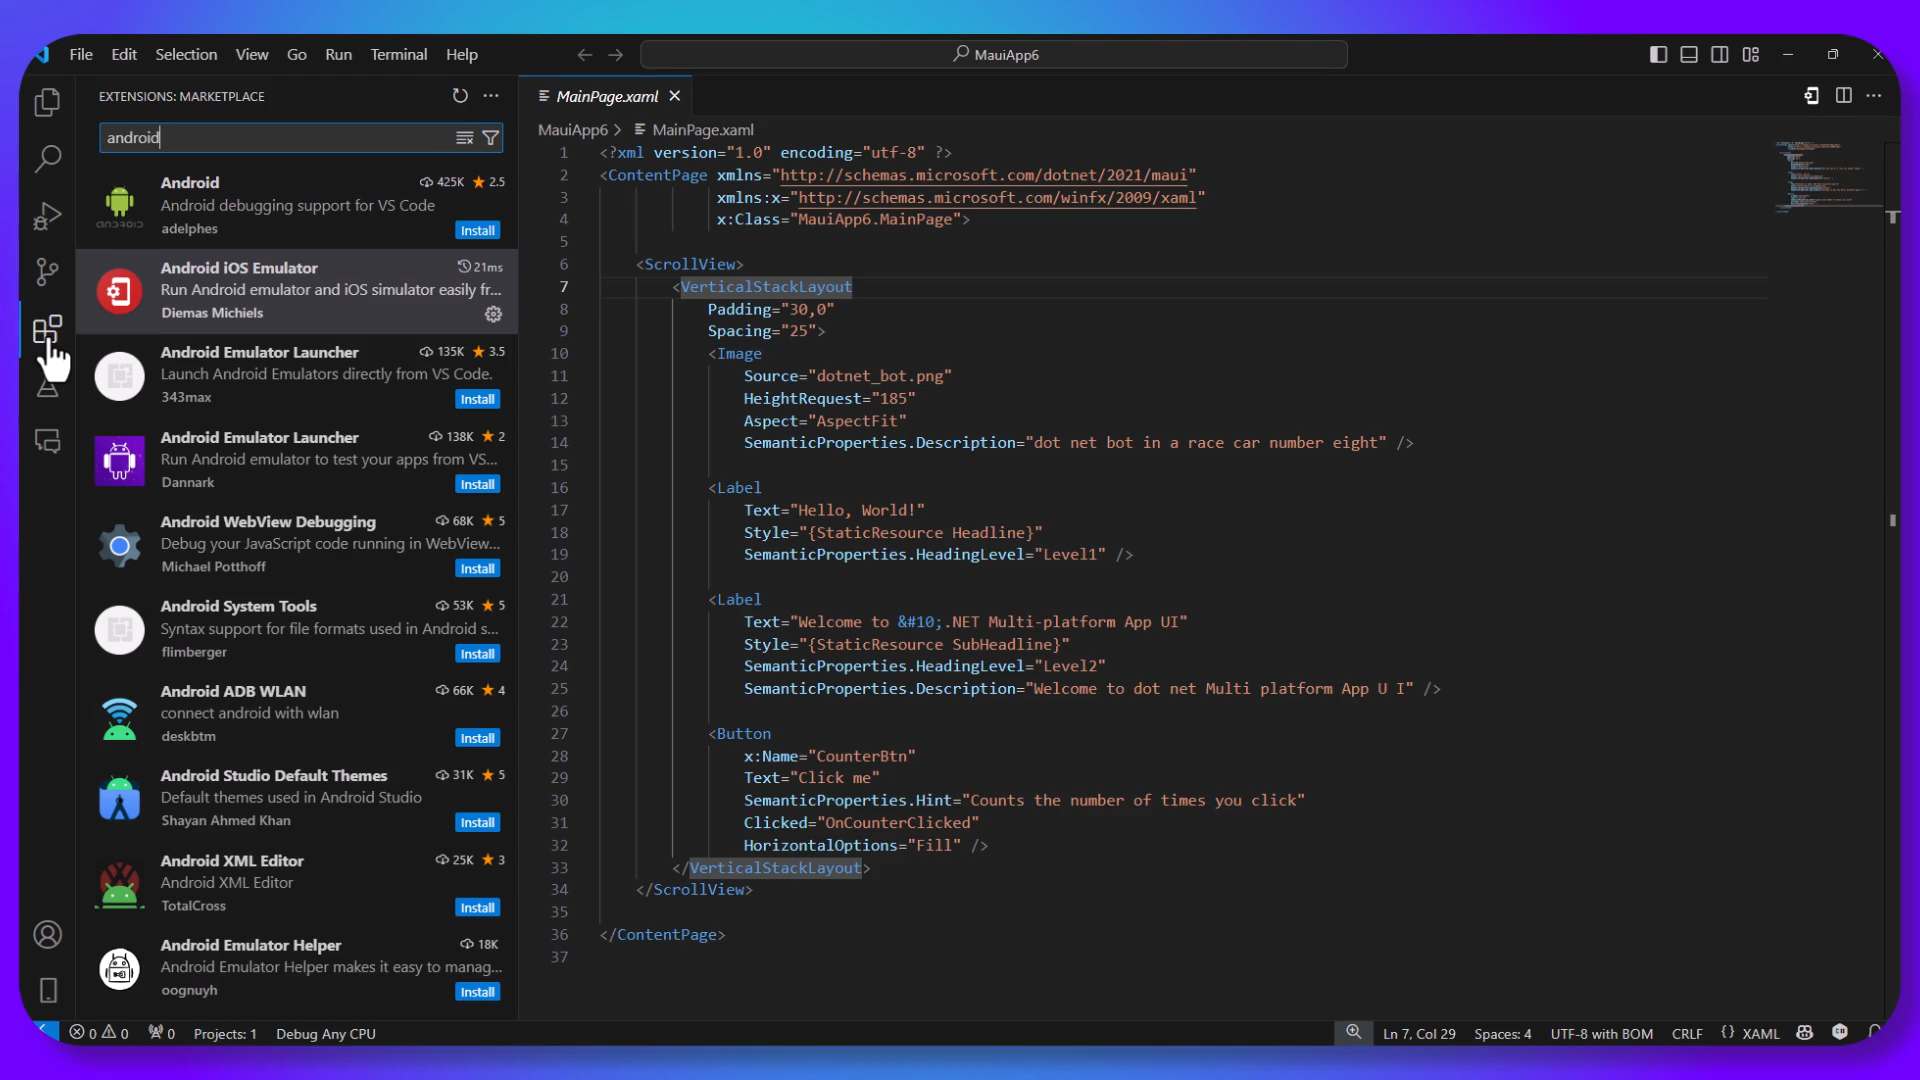 File Edit Selection View Go Run Terminal Help
MauiApp6
EXTENSIONS: MARKETPLACE
android
Android 425K 2.5
Android debugging support for VS Code
adelphes Install
Android iOS Emulator 21ms
Run Android emulator and iOS simulator easily fr...
Diemas Michiels
Android Emulator Launcher 135K 3.5
Launch Android Emulators directly from VS Code.
343max Install
Android Emulator Launcher 138K 2
Run Android emulator to test your apps from VS...
Dannark Install
Android WebView Debugging 68K 5
Debug your JavaScript code running in WebView...
Michael Potthoff Install
Android System Tools 53K 5
Syntax support for file formats used in Android s...
flimberger Install
Android ADB WLAN 66K 4
connect android with wlan
deskbtm Install
Android Studio Default Themes 31K 5
Default themes used in Android Studio
Shayan Ahmed Khan Install
Android XML Editor 25K 3
Android XML Editor
TotalCross Install
Android Emulator Helper 18K
Android Emulator Helper makes it easy to manag...
oognuyh Install
MainPage.xaml
MauiApp6 > MainPage.xaml
1 <?xml version="1.0" encoding="utf-8" ?>
2 <ContentPage xmlns="http://schemas.microsoft.com/dotnet/2021/maui"
3 xmlns:x="http://schemas.microsoft.com/winfx/2009/xaml"
4 x:Class="MauiApp6.MainPage">
5
6 <ScrollView>
7 <VerticalStackLayout
8 Padding="30,0"
9 Spacing="25">
10 <Image
11 Source="dotnet_bot.png"
12 HeightRequest="185"
13 Aspect="AspectFit"
14 SemanticProperties.Description="dot net bot in a race car number eight" />
15
16 <Label
17 Text="Hello, World!"
18 Style="{StaticResource Headline}"
19 SemanticProperties.HeadingLevel="Level1" />
20
21 <Label
22 Text="Welcome to &#10;.NET Multi-platform App UI"
23 Style="{StaticResource SubHeadline}"
24 SemanticProperties.HeadingLevel="Level2"
25 SemanticProperties.Description="Welcome to dot net Multi platform App U I" />
26
27 <Button
28 x:Name="CounterBtn"
29 Text="Click me"
30 SemanticProperties.Hint="Counts the number of times you click"
31 Clicked="OnCounterClicked"
32 HorizontalOptions="Fill" />
33 </VerticalStackLayout>
34 </ScrollView>
35
36 </ContentPage>
37
0 0 0 Projects: 1 Debug Any CPU Ln 7, Col 29 Spaces: 4 UTF-8 with BOM CRLF {} XAML